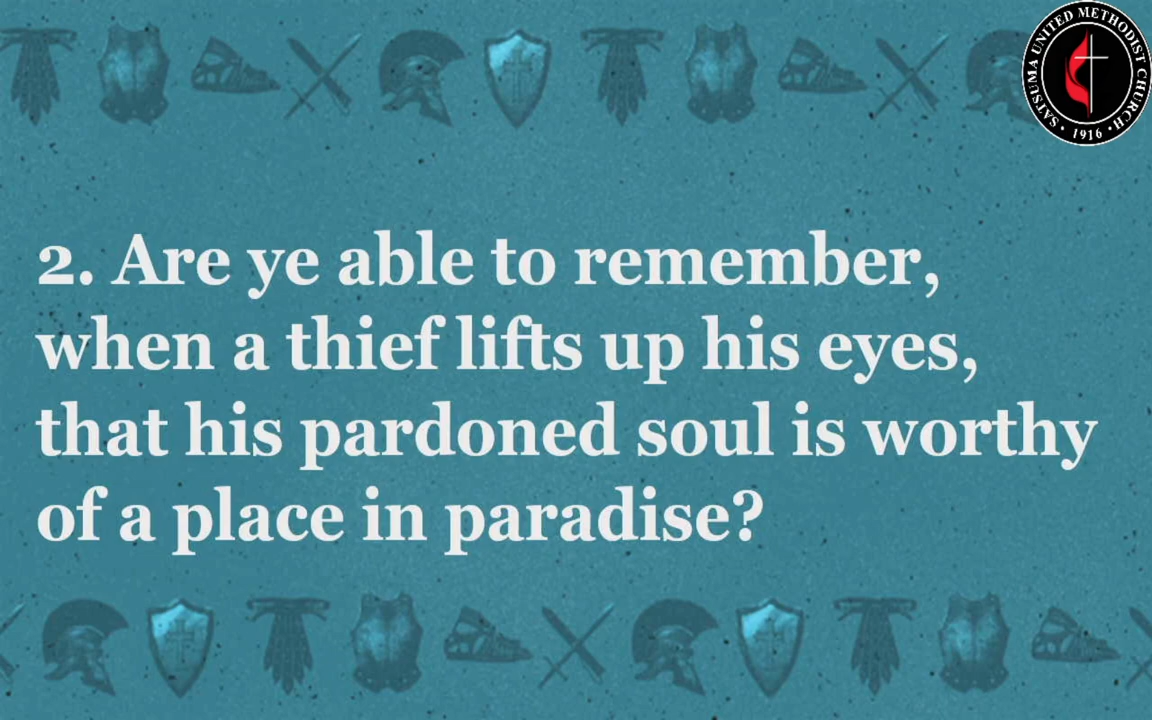 SATSUMA UNITED METHODIST CHURCH
• 1916 •
2. Are ye able to remember,
when a thief lifts up his eyes,
that his pardoned soul is worthy
of a place in paradise?